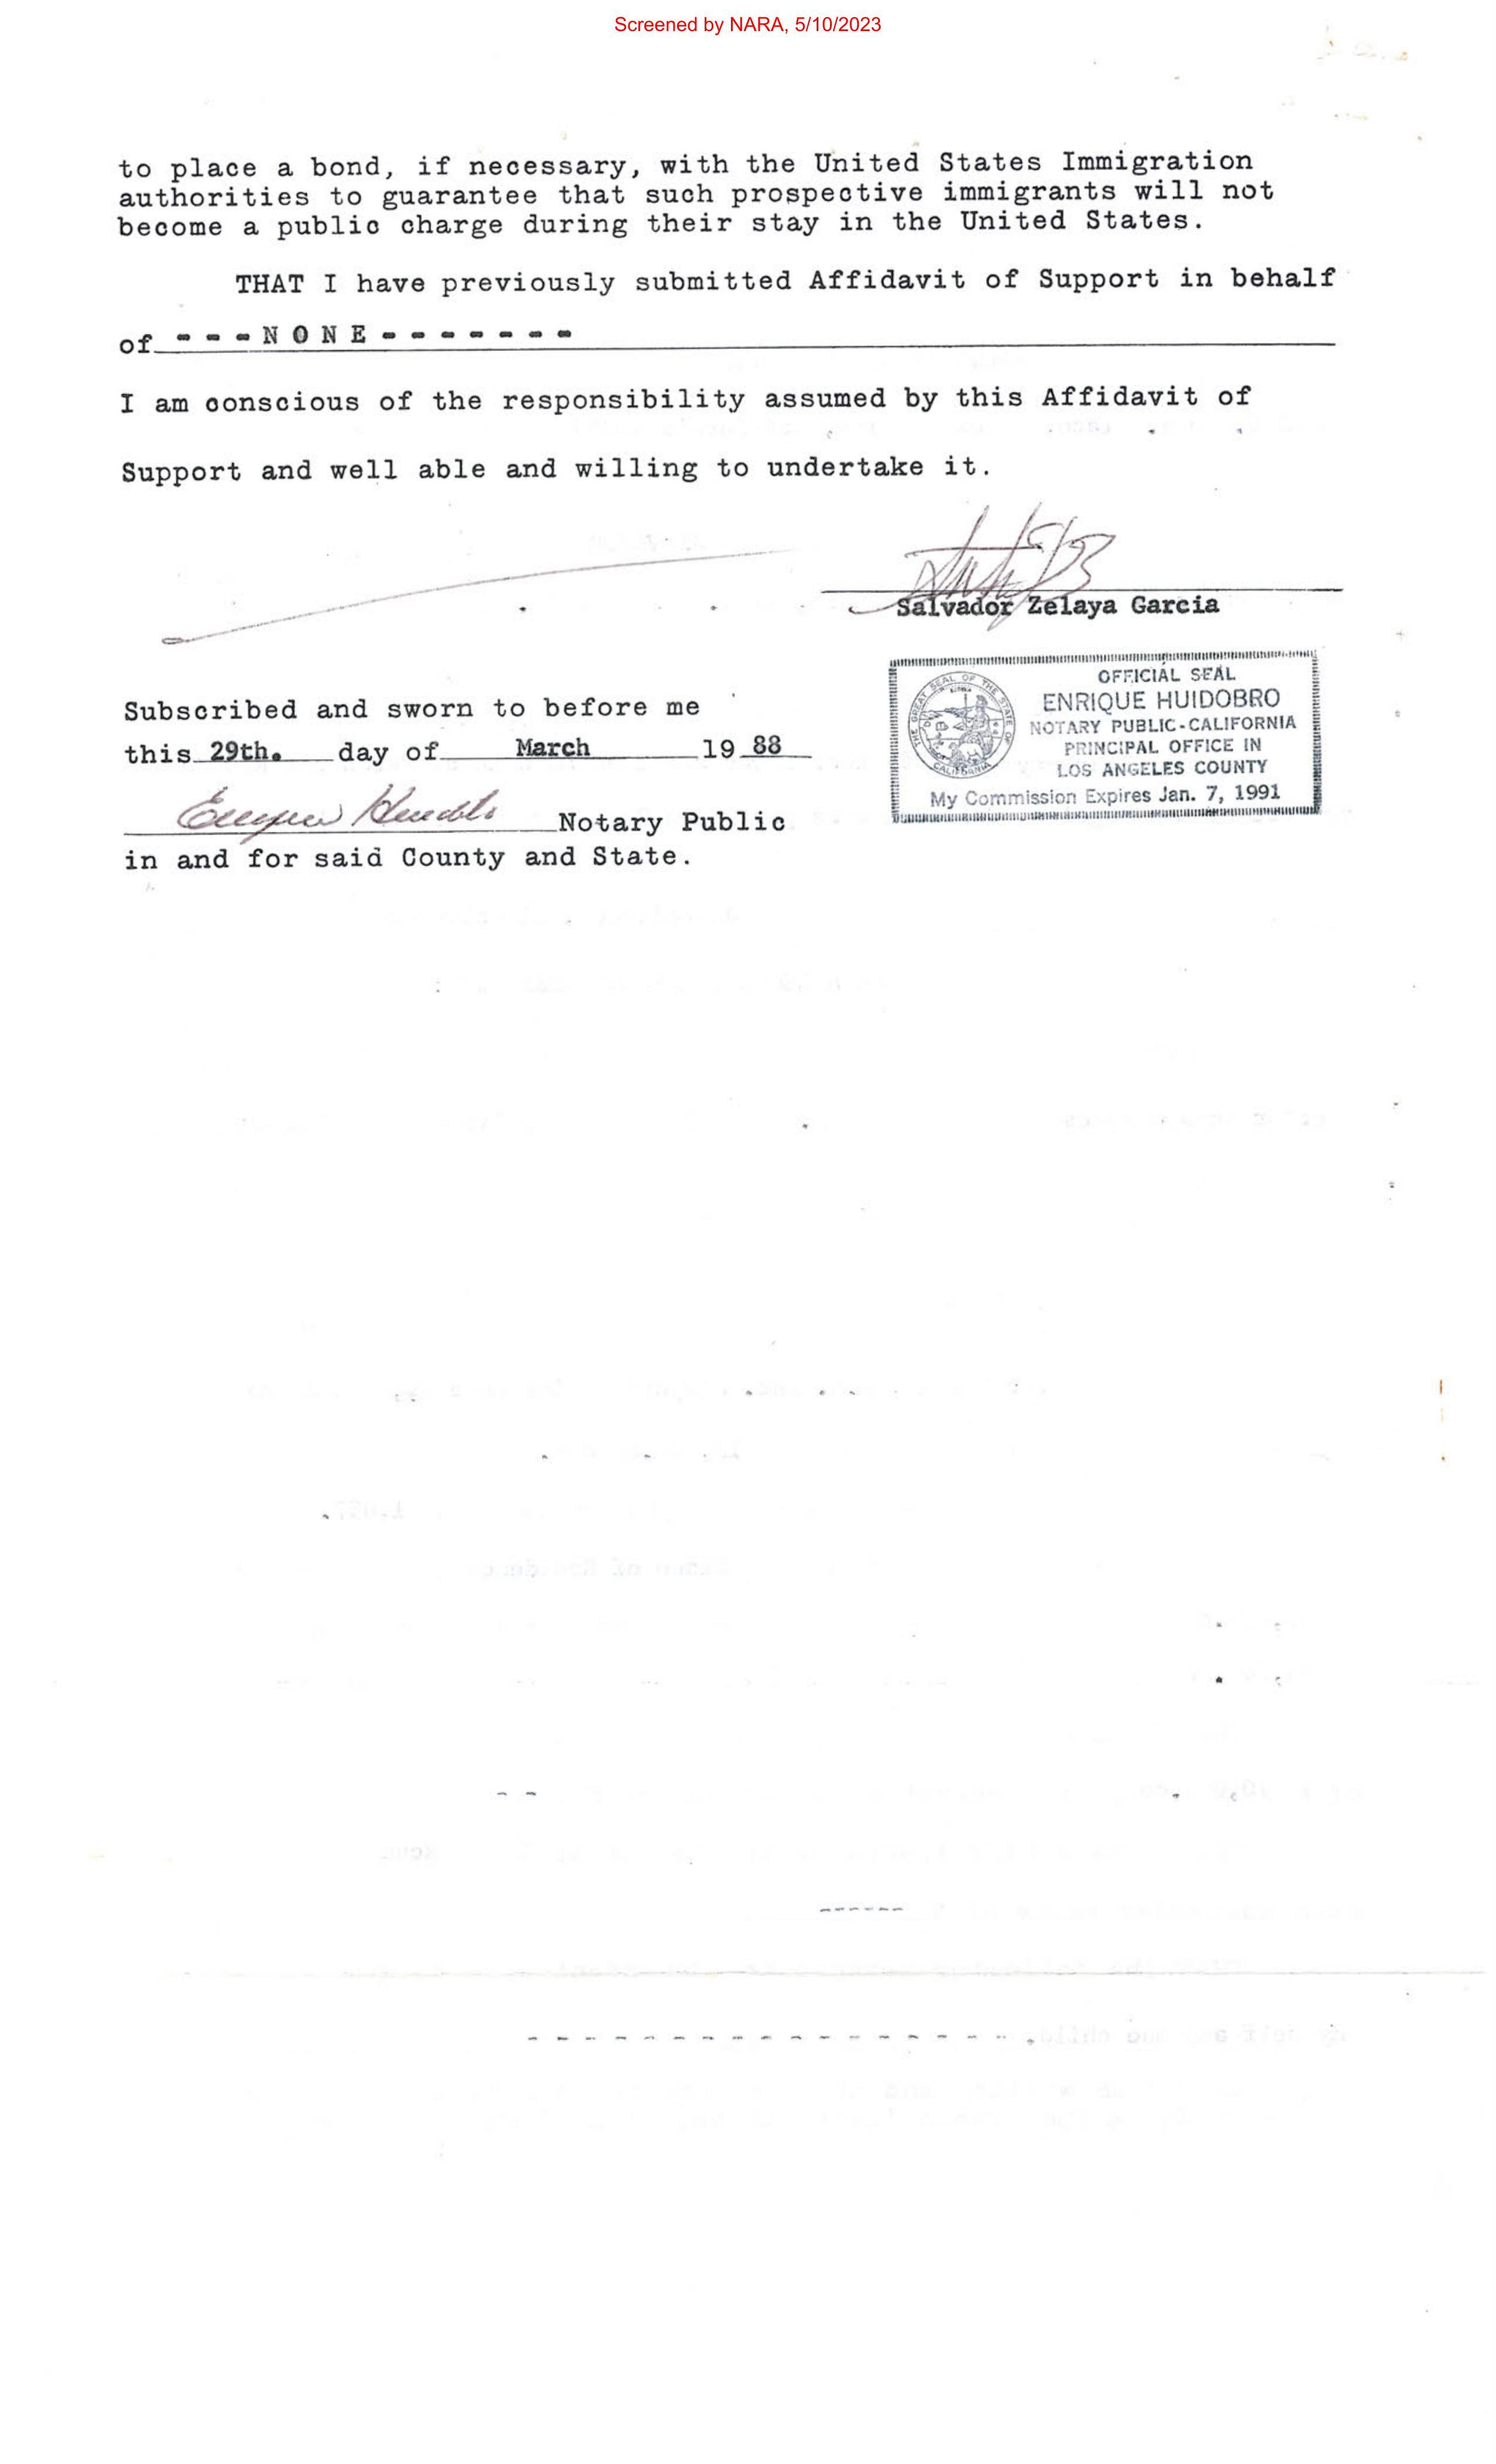 Screened by NARA, 5/10/2023
to place a bond, if necessary, with the United States Immigration
authorities to guarantee that such prospective immigrants will not
become a public charge during their stay in the United States.
THAT I have previously submitted Affidavit of Support in behalf
of - - - N O N E - - - - - - -
I am conscious of the responsibility assumed by this Affidavit of
Support and well able and willing to undertake it.
Salvador Zelaya Garcia
OFFICIAL SEAL
ENRIQUE HUIDOBRO
NOTARY PUBLIC-CALIFORNIA
PRINCIPAL OFFICE IN
LOS ANGELES COUNTY
My Commission Expires Jan. 7, 1991
THE GREAT SEAL OF THE STATE OF CALIFORNIA
Subscribed and sworn to before me
this 29th. day of March 19 88
Notary Public
in and for said County and State.